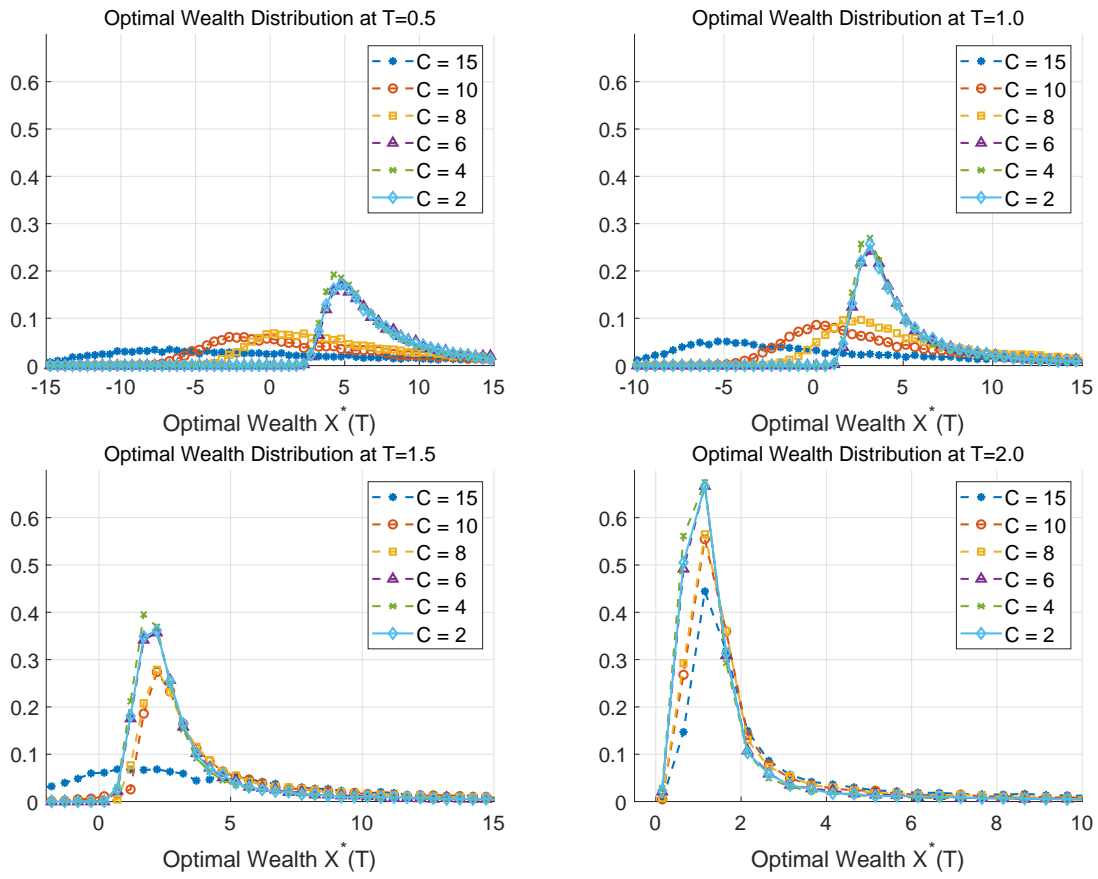 Optimal Wealth Distribution at T=0.5
0.6
0.5
0.4
0.3
0.2
0.1
0
-15 -10 -5 0 5 10 15
Optimal Wealth X*(T)
C = 15
C = 10
C = 8
C = 6
C = 4
C = 2
Optimal Wealth Distribution at T=1.0
0.6
0.5
0.4
0.3
0.2
0.1
0
-10 -5 0 5 10 15
Optimal Wealth X*(T)
C = 15
C = 10
C = 8
C = 6
C = 4
C = 2
Optimal Wealth Distribution at T=1.5
0.6
0.5
0.4
0.3
0.2
0.1
0
0 5 10 15
Optimal Wealth X*(T)
C = 15
C = 10
C = 8
C = 6
C = 4
C = 2
Optimal Wealth Distribution at T=2.0
0.6
0.5
0.4
0.3
0.2
0.1
0
0 2 4 6 8 10
Optimal Wealth X*(T)
C = 15
C = 10
C = 8
C = 6
C = 4
C = 2